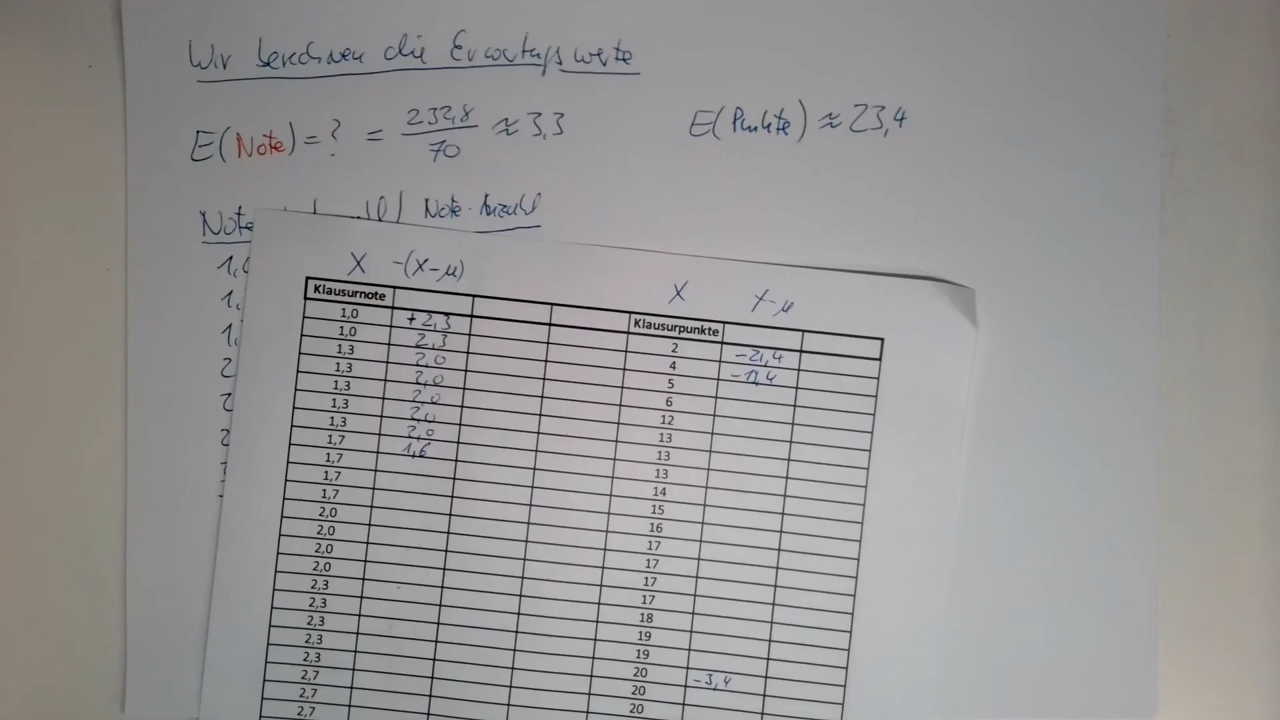 Wir berechnen die Erwartungswerte
E(Note) = ? = 232,8 / 70 ≈ 3,3 E(Punkte) ≈ 23,4
Note Note · Anzahl
X -(X-μ) X X-μ
Klausurnote Klausurpunkte
1,0 +2,3 2 -21,4
1,0 2,3 4 -19,4
1,3 2,0 5
1,3 2,0 6
1,3 2,0 12
1,3 2,0 13
1,3 2,0 13
1,7 1,6 13
1,7 14
1,7 15
1,7 16
2,0 17
2,0 17
2,0 17
2,0 17
2,3 18
2,3 19
2,3 19
2,3 20 -3,4
2,3 20
2,7 20
2,7
2,7